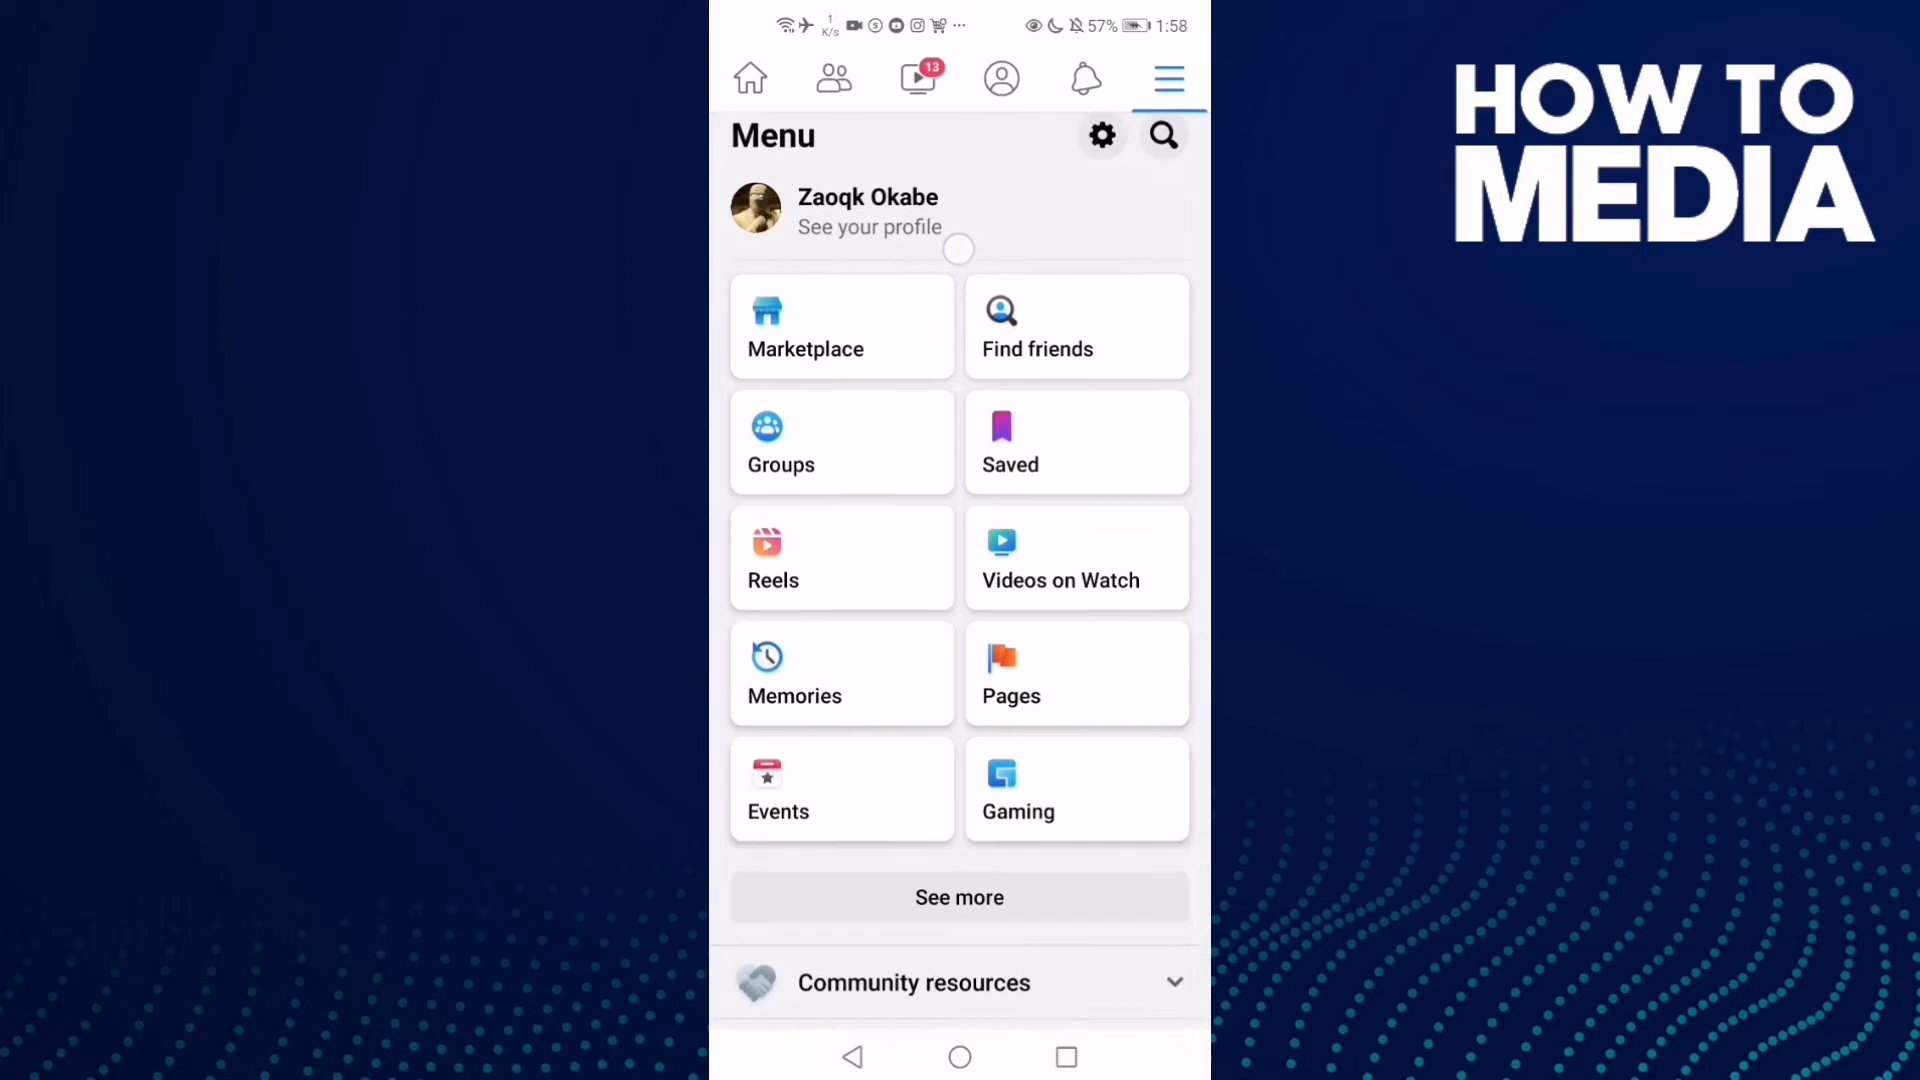 1
K/s
57%
1:58
13
HOW TO
MEDIA
Menu
Zaoqk Okabe
See your profile
Marketplace
Find friends
Groups
Saved
Reels
Videos on Watch
Memories
Pages
Events
Gaming
See more
Community resources